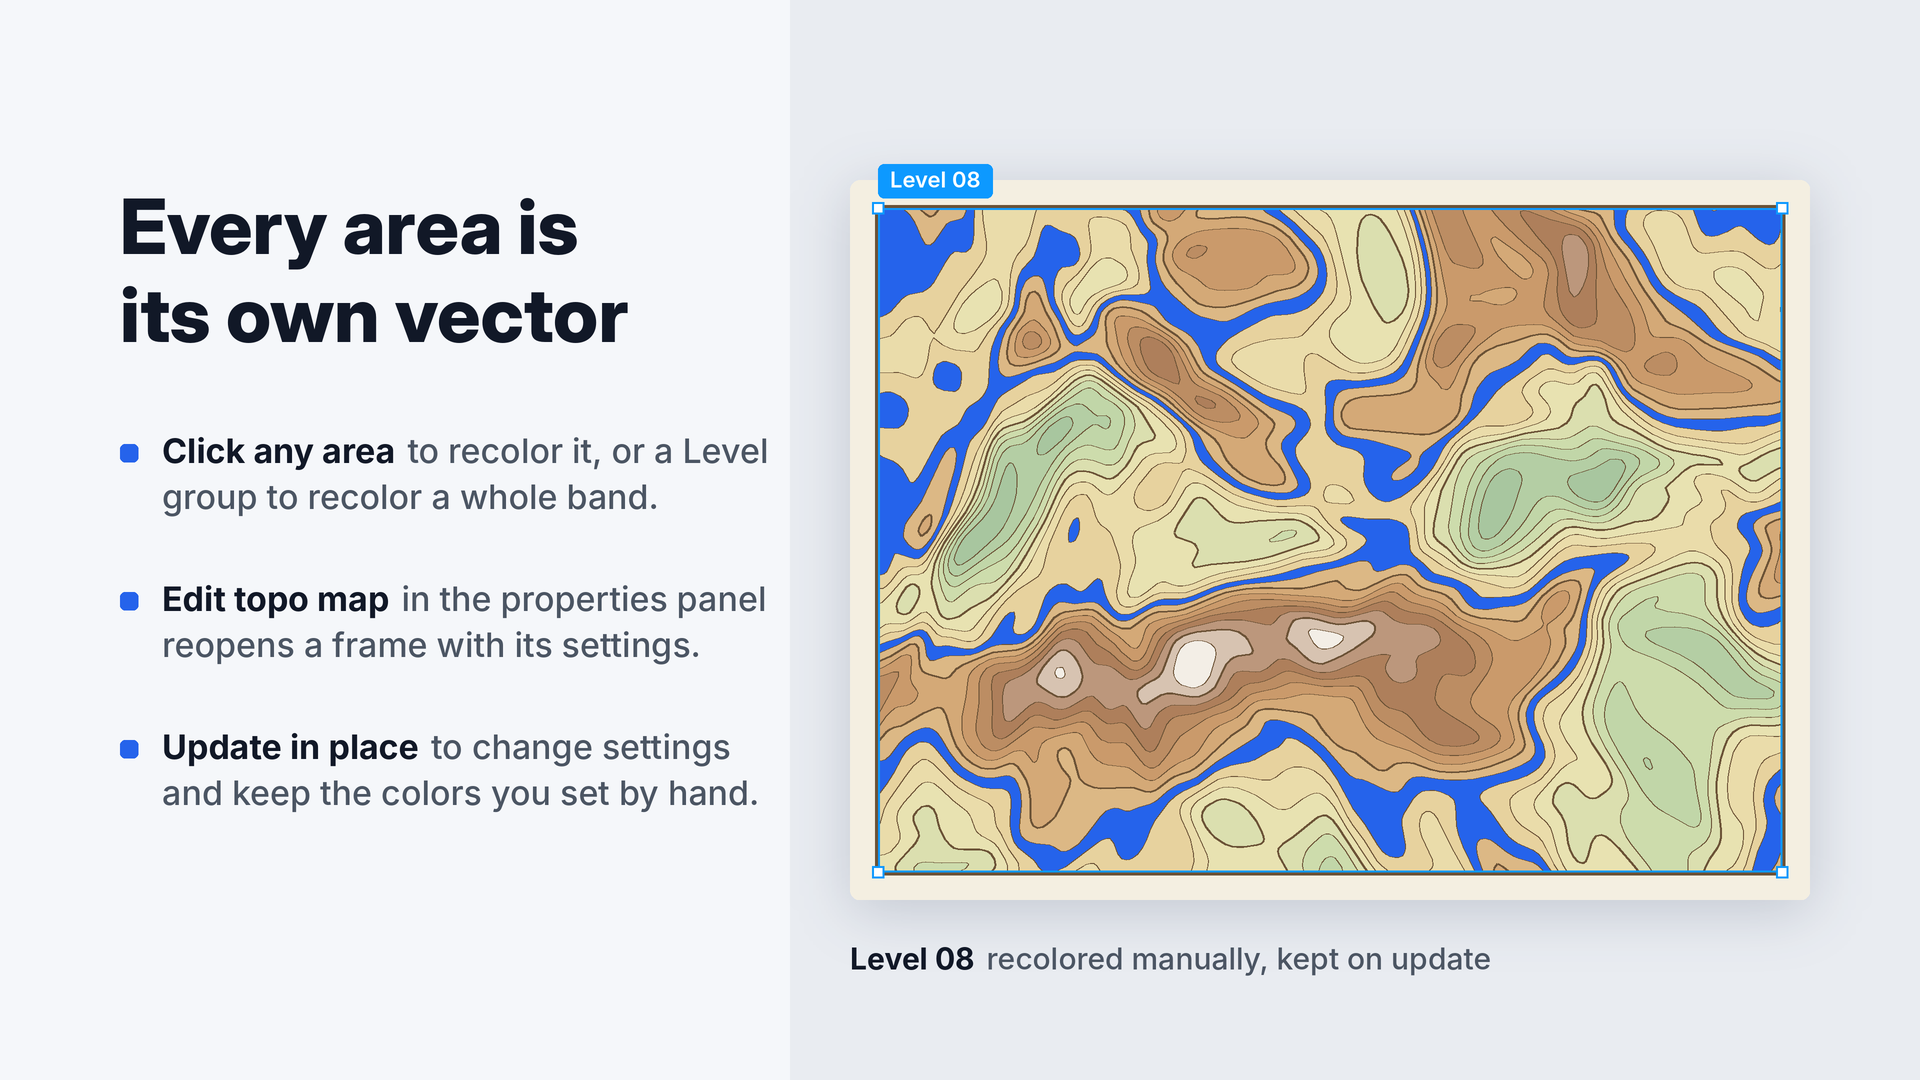 Every area is
its own vector
Click any area to recolor it, or a Level
group to recolor a whole band.
Edit topo map in the properties panel
reopens a frame with its settings.
Update in place to change settings
and keep the colors you set by hand.
Level 08
Level 08 recolored manually, kept on update